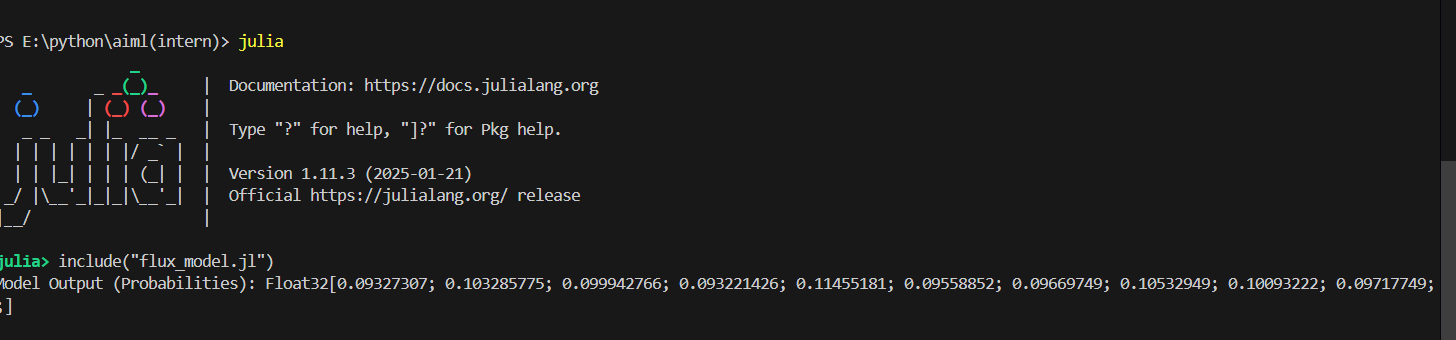 PS E:\python\aiml(intern)> julia
Documentation: https://docs.julialang.org
Type "?" for help, "]?" for Pkg help.
Version 1.11.3 (2025-01-21)
Official https://julialang.org/ release
julia> include("flux_model.jl")
Model Output (Probabilities): Float32[0.09327307; 0.103285775; 0.099942766; 0.093221426; 0.11455181; 0.09558852; 0.09669749; 0.10532949; 0.10093222; 0.09717749;
;]